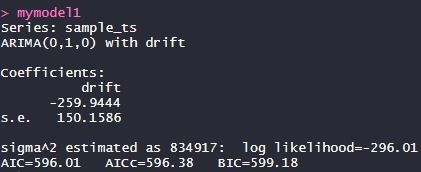 > mymodel1
Series: sample_ts
ARIMA(0,1,0) with drift
Coefficients:
drift
-259.9444
s.e. 150.1586
sigma^2 estimated as 834917: log likelihood=-296.01
AIC=596.01 AICc=596.38 BIC=599.18